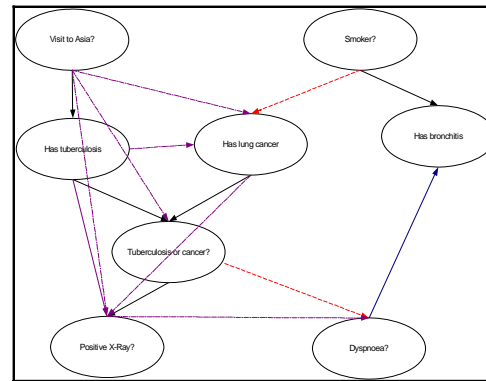 Visit to Asia?
Smoker?
Has tuberculosis
Has lung cancer
Has bronchitis
Tuberculosis or cancer?
Positive X-Ray?
Dyspnoea?